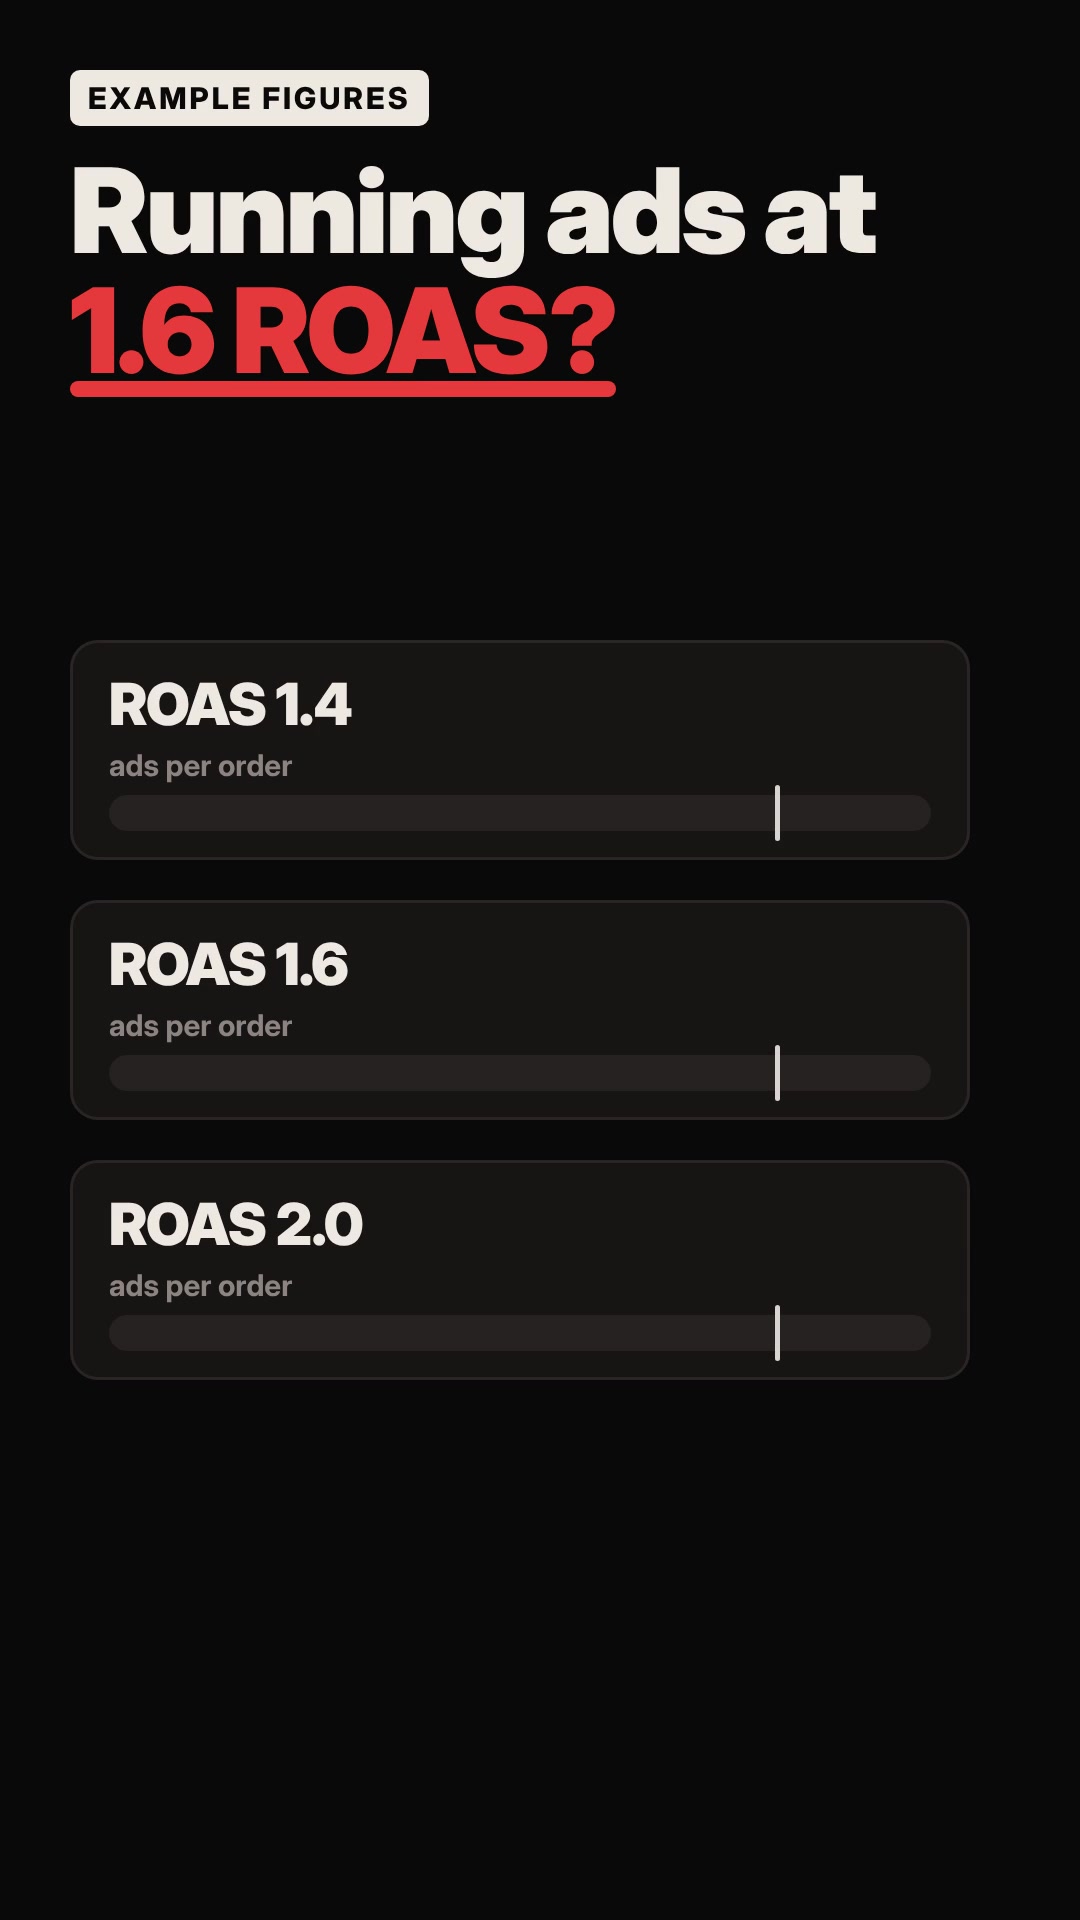 EXAMPLE FIGURES
Running ads at
1.6 ROAS?
ROAS 1.4
ads per order
ROAS 1.6
ads per order
ROAS 2.0
ads per order